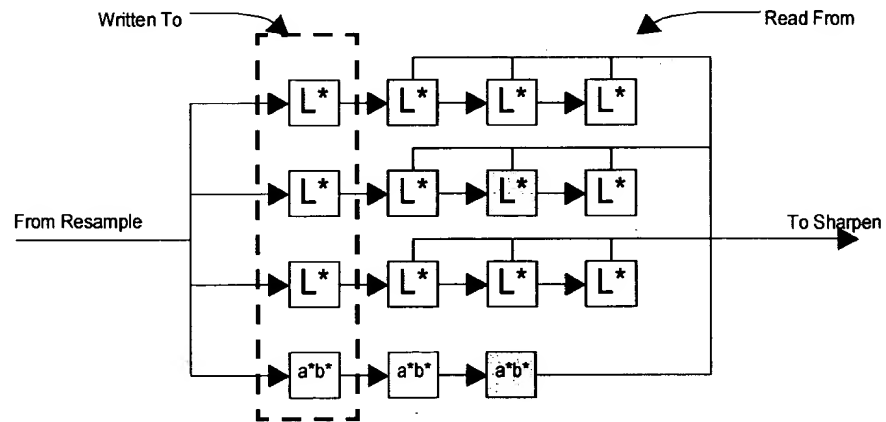 Written To
Read From
L* L* L* L*
L* L* L* L*
From Resample
To Sharpen
L* L* L* L*
a*b* a*b* a*b*